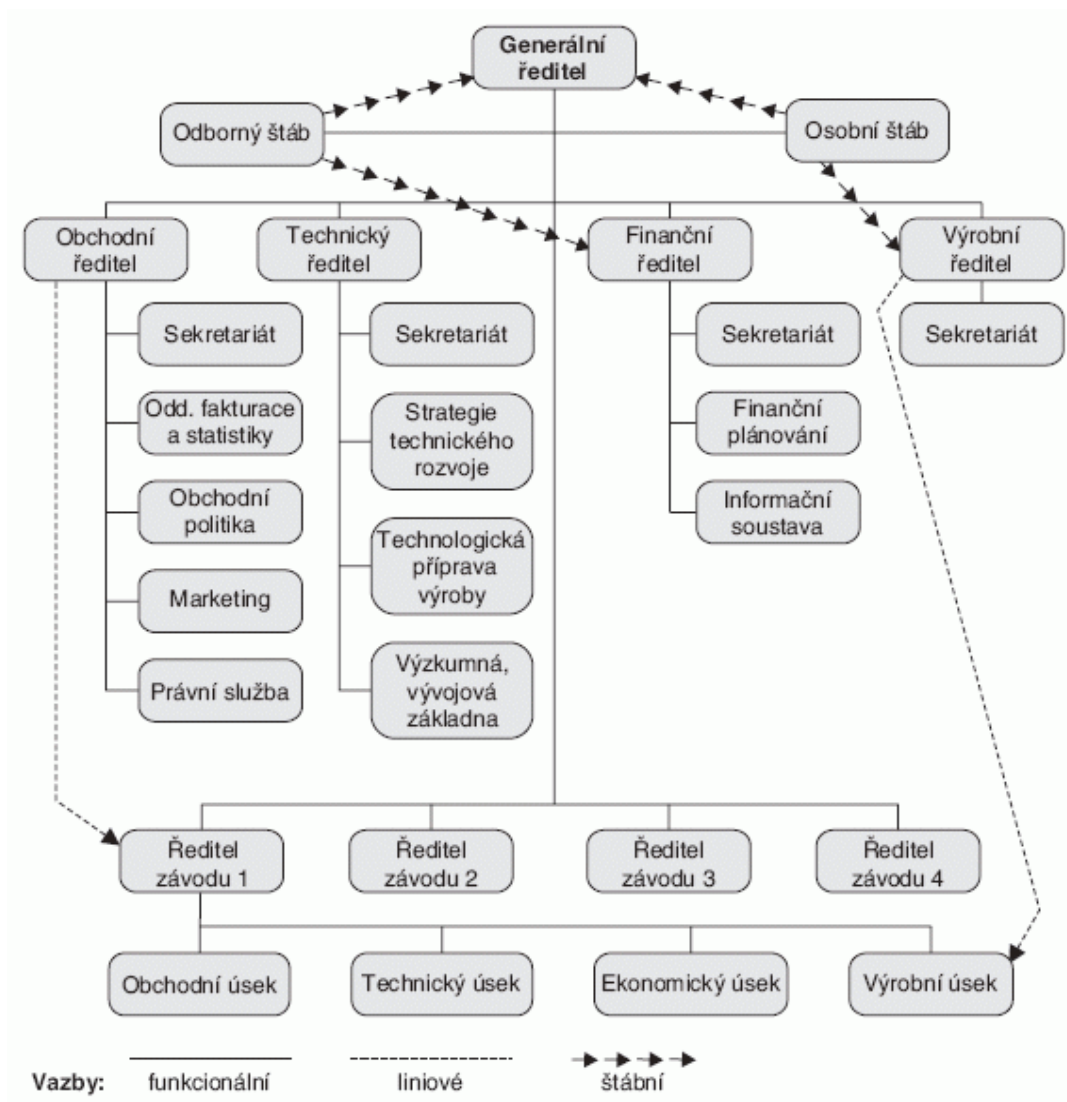 Generální
ředitel
Odborný štáb
Osobní štáb
Obchodní
ředitel
Technický
ředitel
Finanční
ředitel
Výrobní
ředitel
Sekretariát
Sekretariát
Sekretariát
Sekretariát
Odd. fakturace
a statistiky
Strategie
technického
rozvoje
Finanční
plánování
Obchodní
politika
Informační
soustava
Technologická
příprava
výroby
Marketing
Právní služba
Výzkumná,
vývojová
základna
Ředitel
závodu 1
Ředitel
závodu 2
Ředitel
závodu 3
Ředitel
závodu 4
Obchodní úsek
Technický úsek
Ekonomický úsek
Výrobní úsek
Vazby: funkcionální liniové štábní